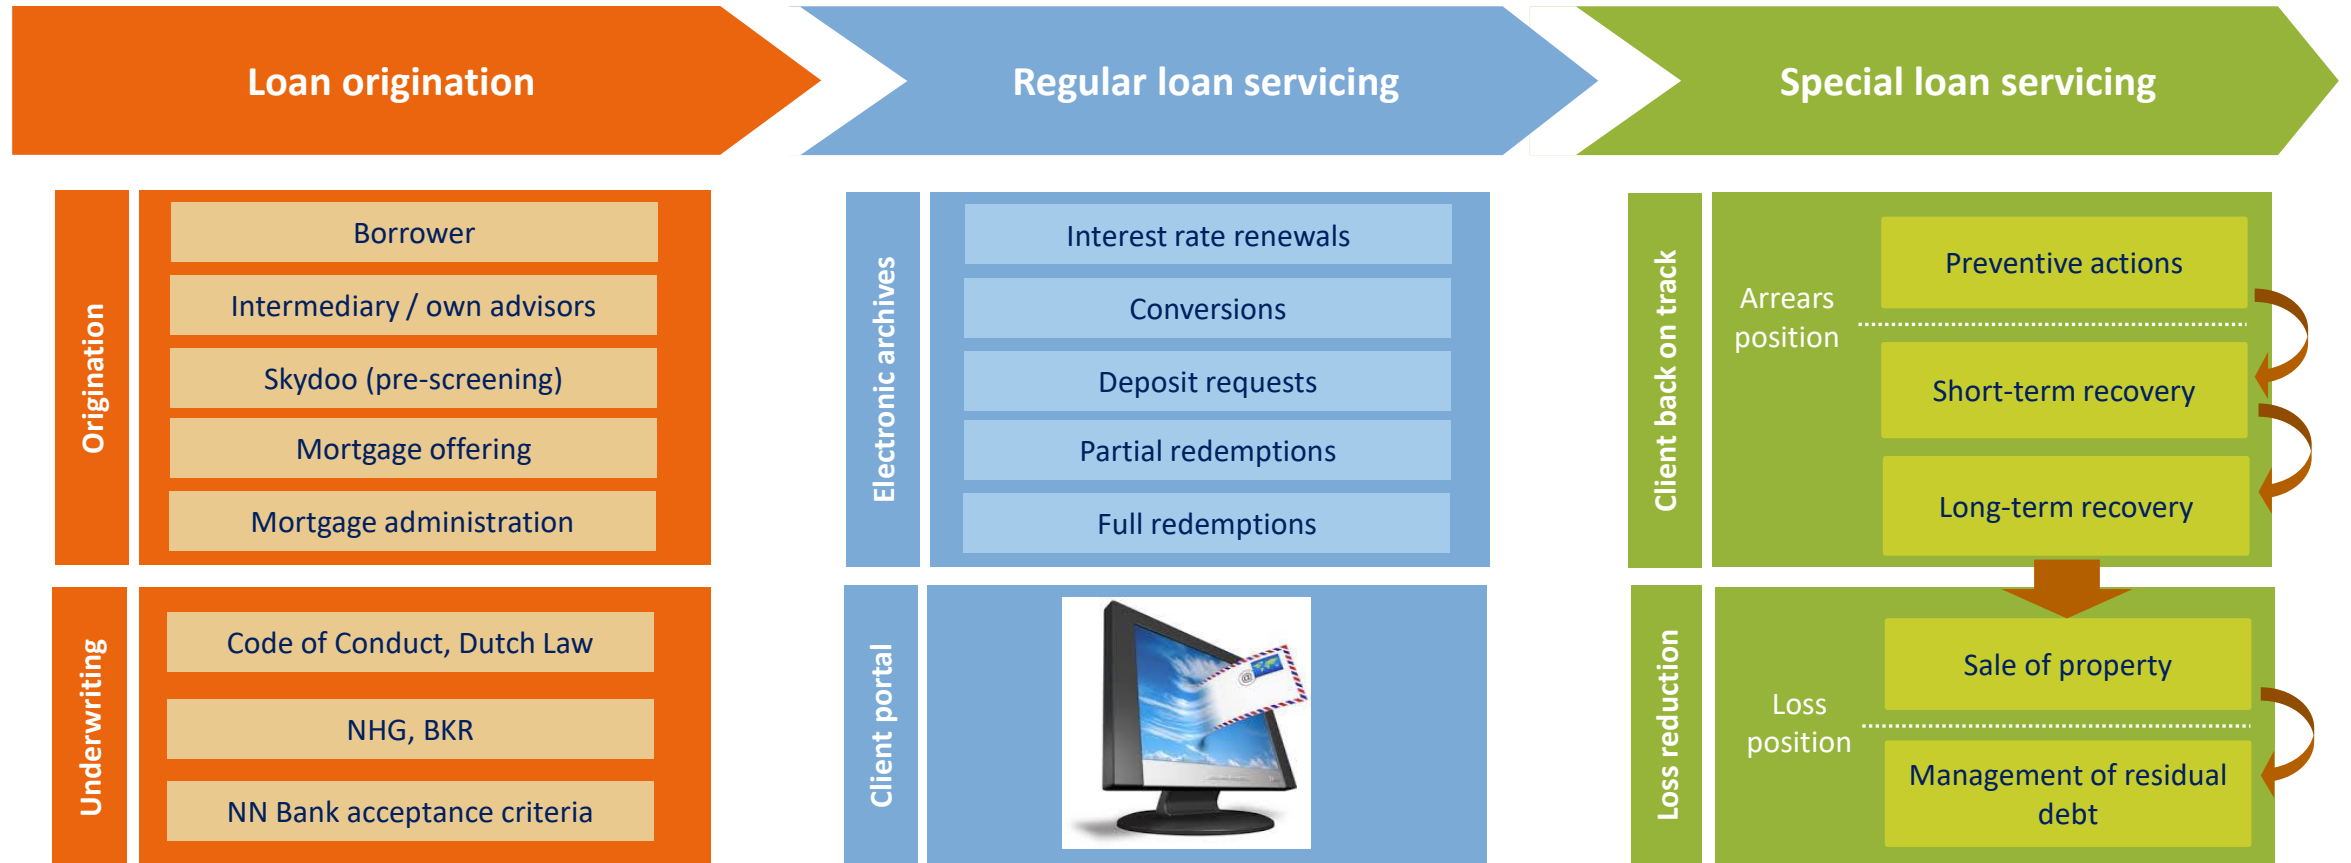 Loan origination
Regular loan servicing
Special loan servicing
Origination
Borrower
Intermediary / own advisors
Skydoo (pre-screening)
Mortgage offering
Mortgage administration
Underwriting
Code of Conduct, Dutch Law
NHG, BKR
NN Bank acceptance criteria
Electronic archives
Interest rate renewals
Conversions
Deposit requests
Partial redemptions
Full redemptions
Client portal
@
Client back on track
Arrears
position
Preventive actions
Short-term recovery
Long-term recovery
Loss reduction
Loss
position
Sale of property
Management of residual
debt